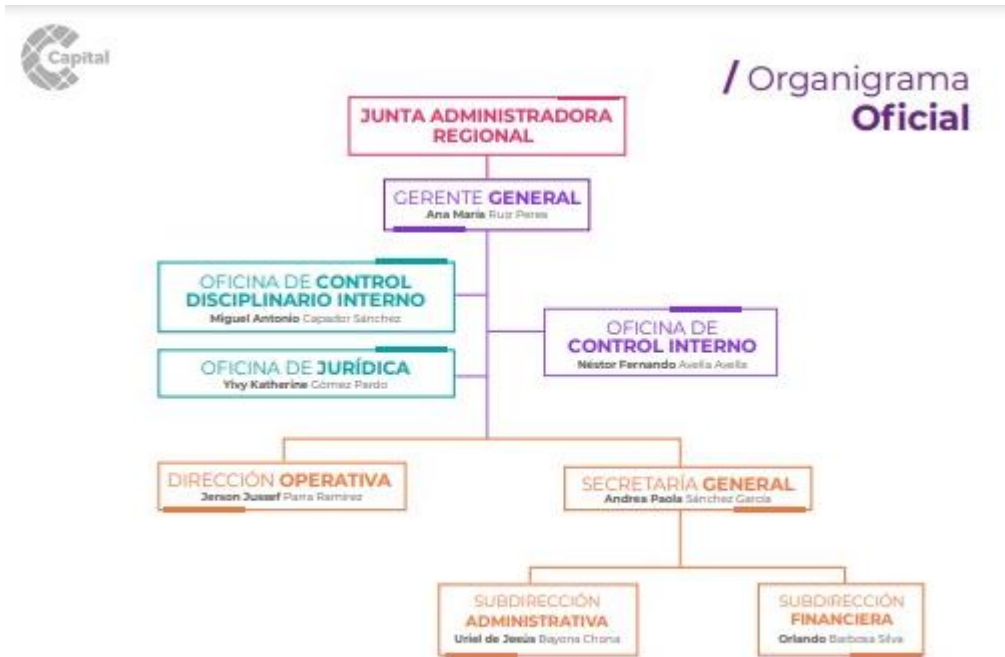 Capital
/ Organigrama
Oficial
JUNTA ADMINISTRADORA
REGIONAL
GERENTE GENERAL
Ana María Ruiz Perea
OFICINA DE CONTROL
DISCIPLINARIO INTERNO
Miguel Antonio Capador Sánchez
OFICINA DE
CONTROL INTERNO
Néstor Fernando Avella Avella
OFICINA DE JURÍDICA
Yivy Katherine Gómez Pardo
DIRECCIÓN OPERATIVA
Jerson Jussef Parra Ramírez
SECRETARÍA GENERAL
Andrea Paola Sánchez García
SUBDIRECCIÓN
ADMINISTRATIVA
Uriel de Jesús Bayona Chona
SUBDIRECCIÓN
FINANCIERA
Orlando Barbosa Silva